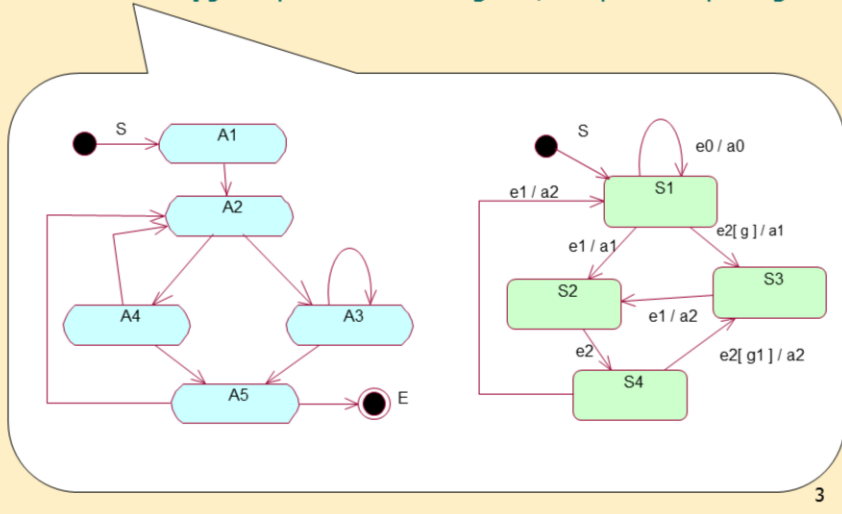 S
A1
A2
A4
A3
A5
E
S
e0 / a0
S1
e1 / a2
e2[ g ] / a1
e1 / a1
S2
S3
e1 / a2
e2
e2[ g1 ] / a2
S4
3